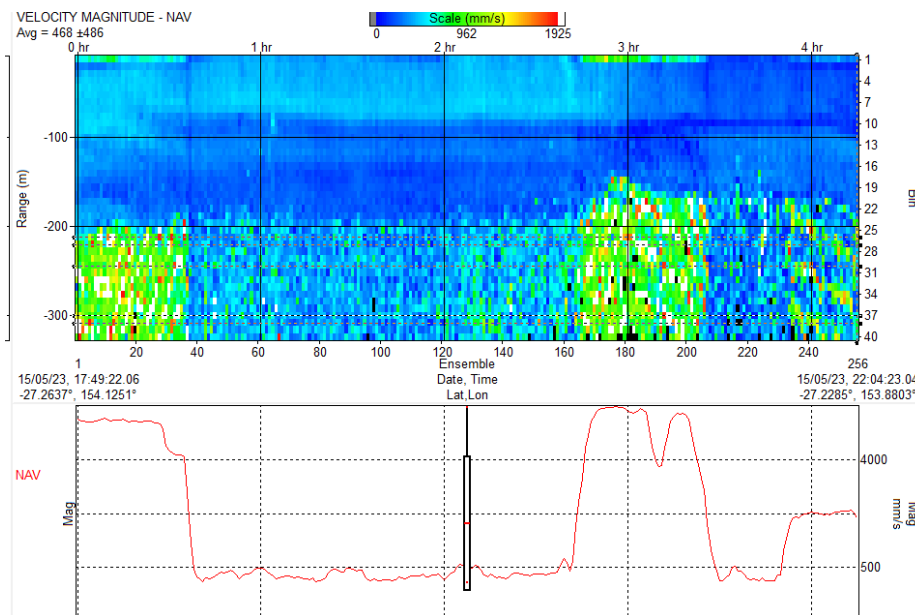 VELOCITY MAGNITUDE - NAV
Avg = 468 ±486
Scale (mm/s)
0 962 1925
0 hr 1 hr 2 hr 3 hr 4 hr
Range (m)
-100
-200
-300
1
4
7
10
13
16
19
22
25
28
31
34
37
40
Bin
1 20 40 60 80 100 120 140 160 180 200 220 256
Ensemble
15/05/23, 17:49:22.06 Date, Time 15/05/23, 22:04:23.04
-27.2637°, 154.1251° Lat,Lon -27.2285°, 153.8803°
NAV
Mag
4000
500
Mag
mm/s